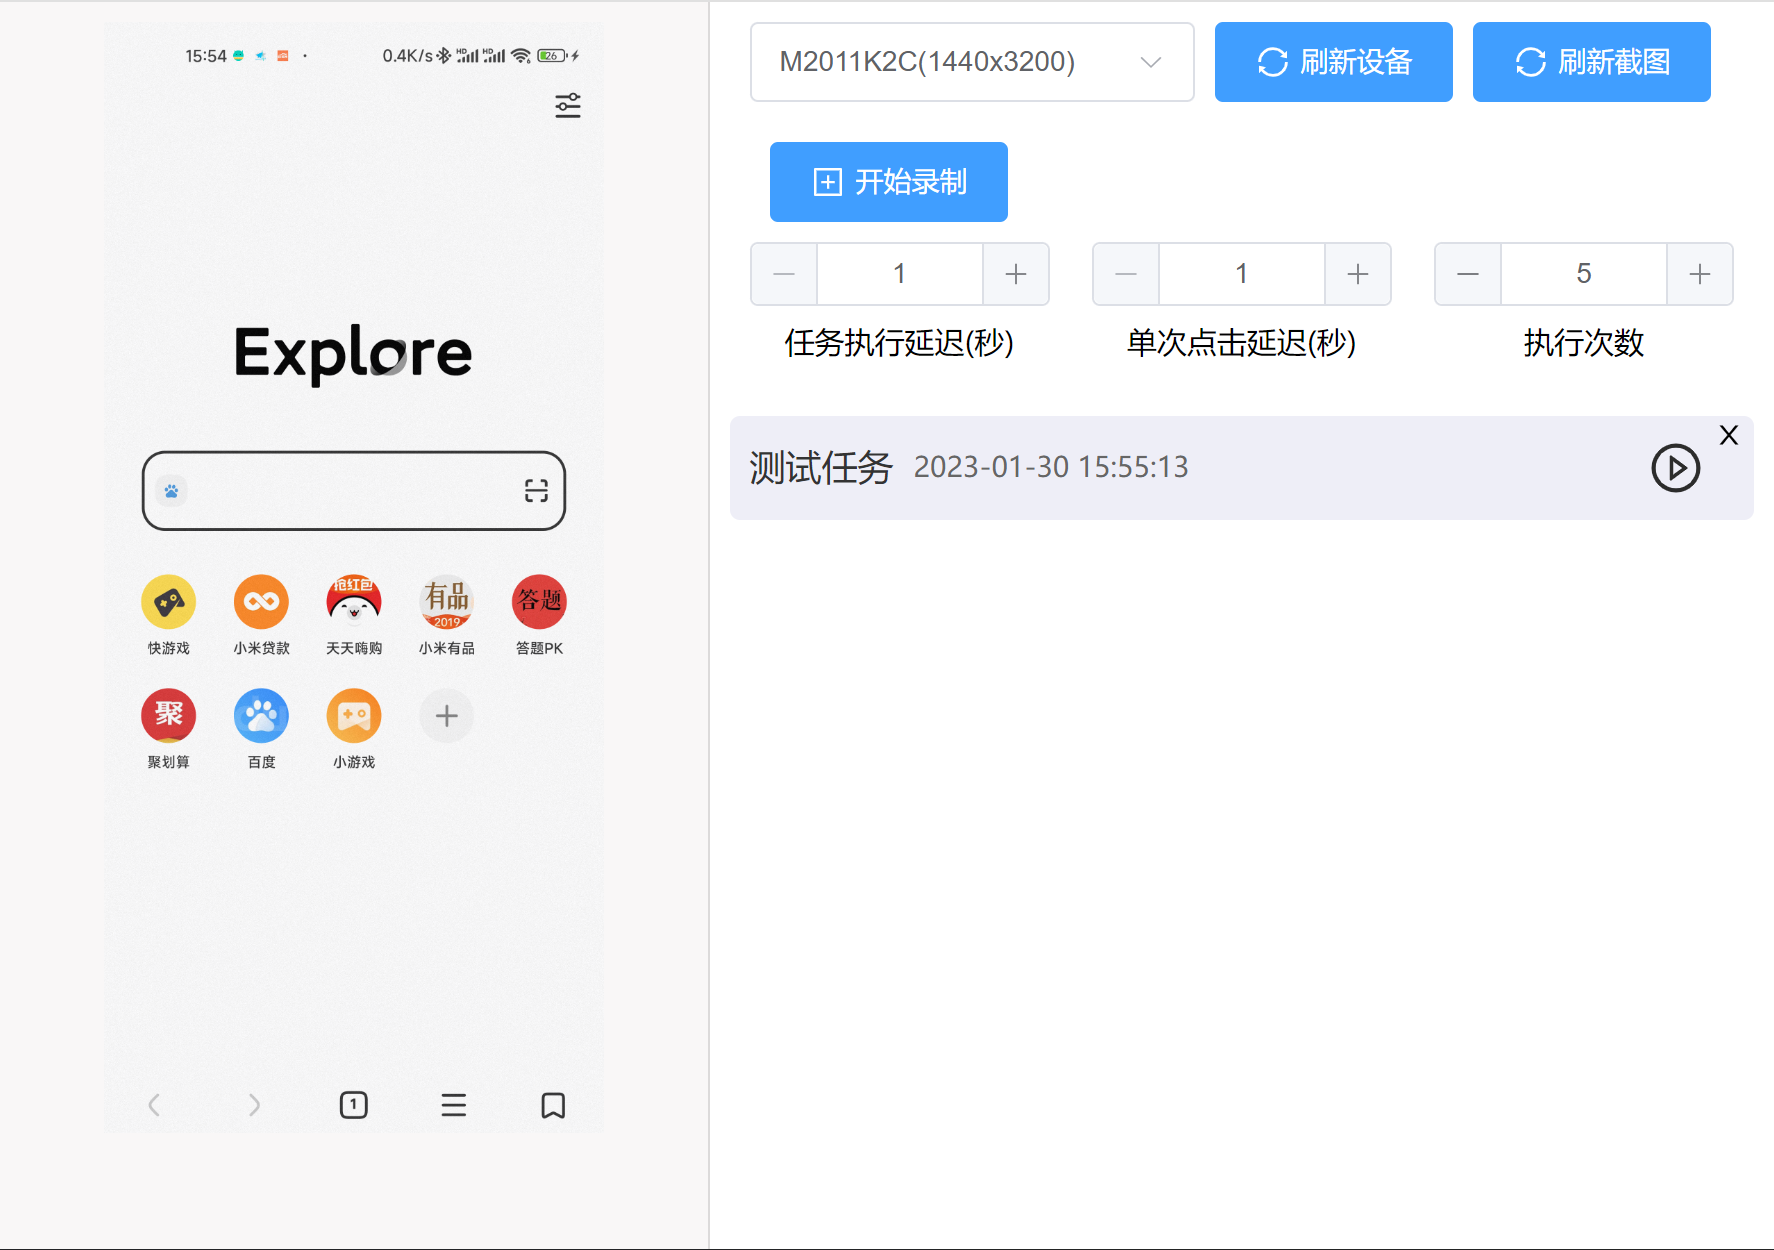 15:54 0.4K/s HD HD 26
Explore
抢红包
有品
2019
答题
快游戏 小米贷款 天天嗨购 小米有品 答题PK
聚
聚划算 百度 小游戏
1
M2011K2C(1440x3200) 刷新设备 刷新截图
开始录制
1 1 5
任务执行延迟(秒) 单次点击延迟(秒) 执行次数
X
测试任务 2023-01-30 15:55:13